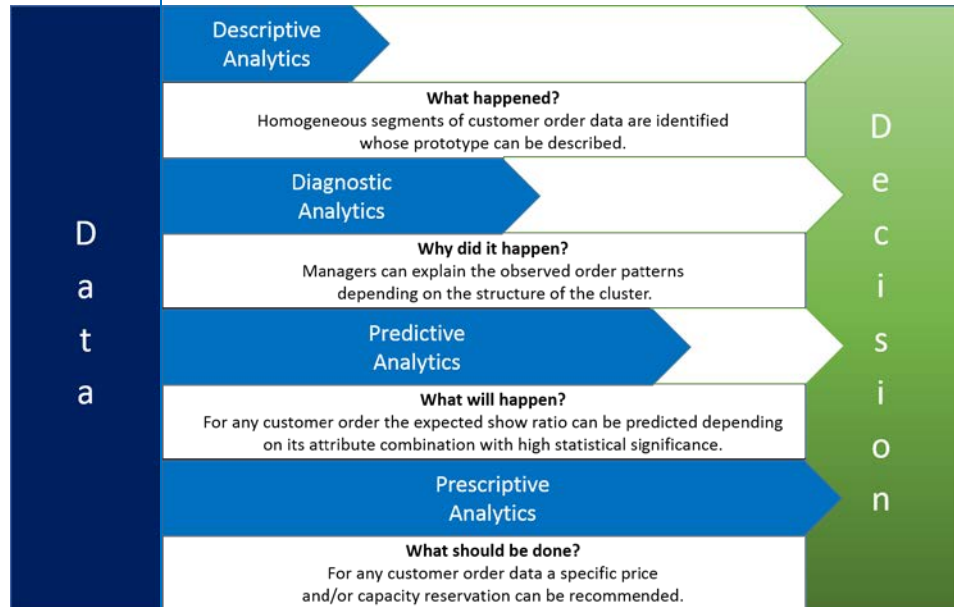 Data
Descriptive
Analytics
What happened?
Homogeneous segments of customer order data are identified
whose prototype can be described.
Diagnostic
Analytics
Why did it happen?
Managers can explain the observed order patterns
depending on the structure of the cluster.
Predictive
Analytics
What will happen?
For any customer order the expected show ratio can be predicted depending
on its attribute combination with high statistical significance.
Prescriptive
Analytics
What should be done?
For any customer order data a specific price
and/or capacity reservation can be recommended.
Decision